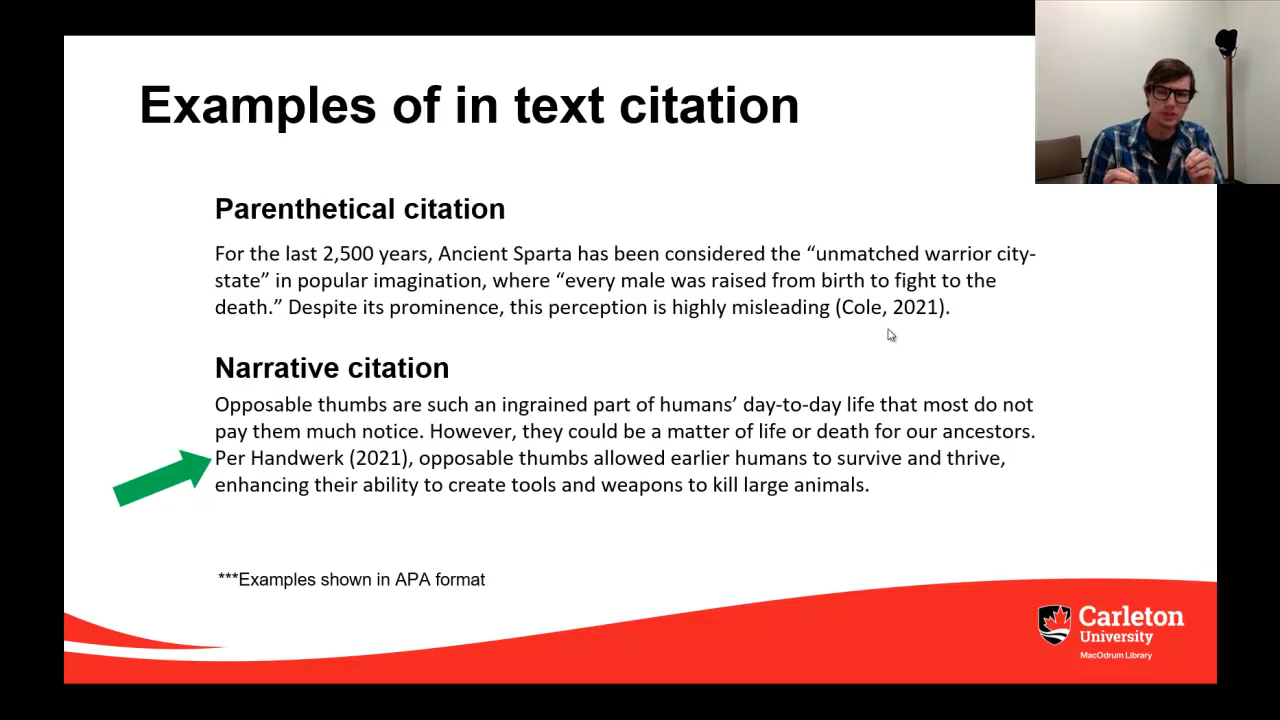 Examples of in text citation
Parenthetical citation
For the last 2,500 years, Ancient Sparta has been considered the “unmatched warrior city-
state” in popular imagination, where “every male was raised from birth to fight to the
death.” Despite its prominence, this perception is highly misleading (Cole, 2021).
Narrative citation
Opposable thumbs are such an ingrained part of humans’ day-to-day life that most do not
pay them much notice. However, they could be a matter of life or death for our ancestors.
Per Handwerk (2021), opposable thumbs allowed earlier humans to survive and thrive,
enhancing their ability to create tools and weapons to kill large animals.
***Examples shown in APA format
Carleton
University
MacOdrum Library